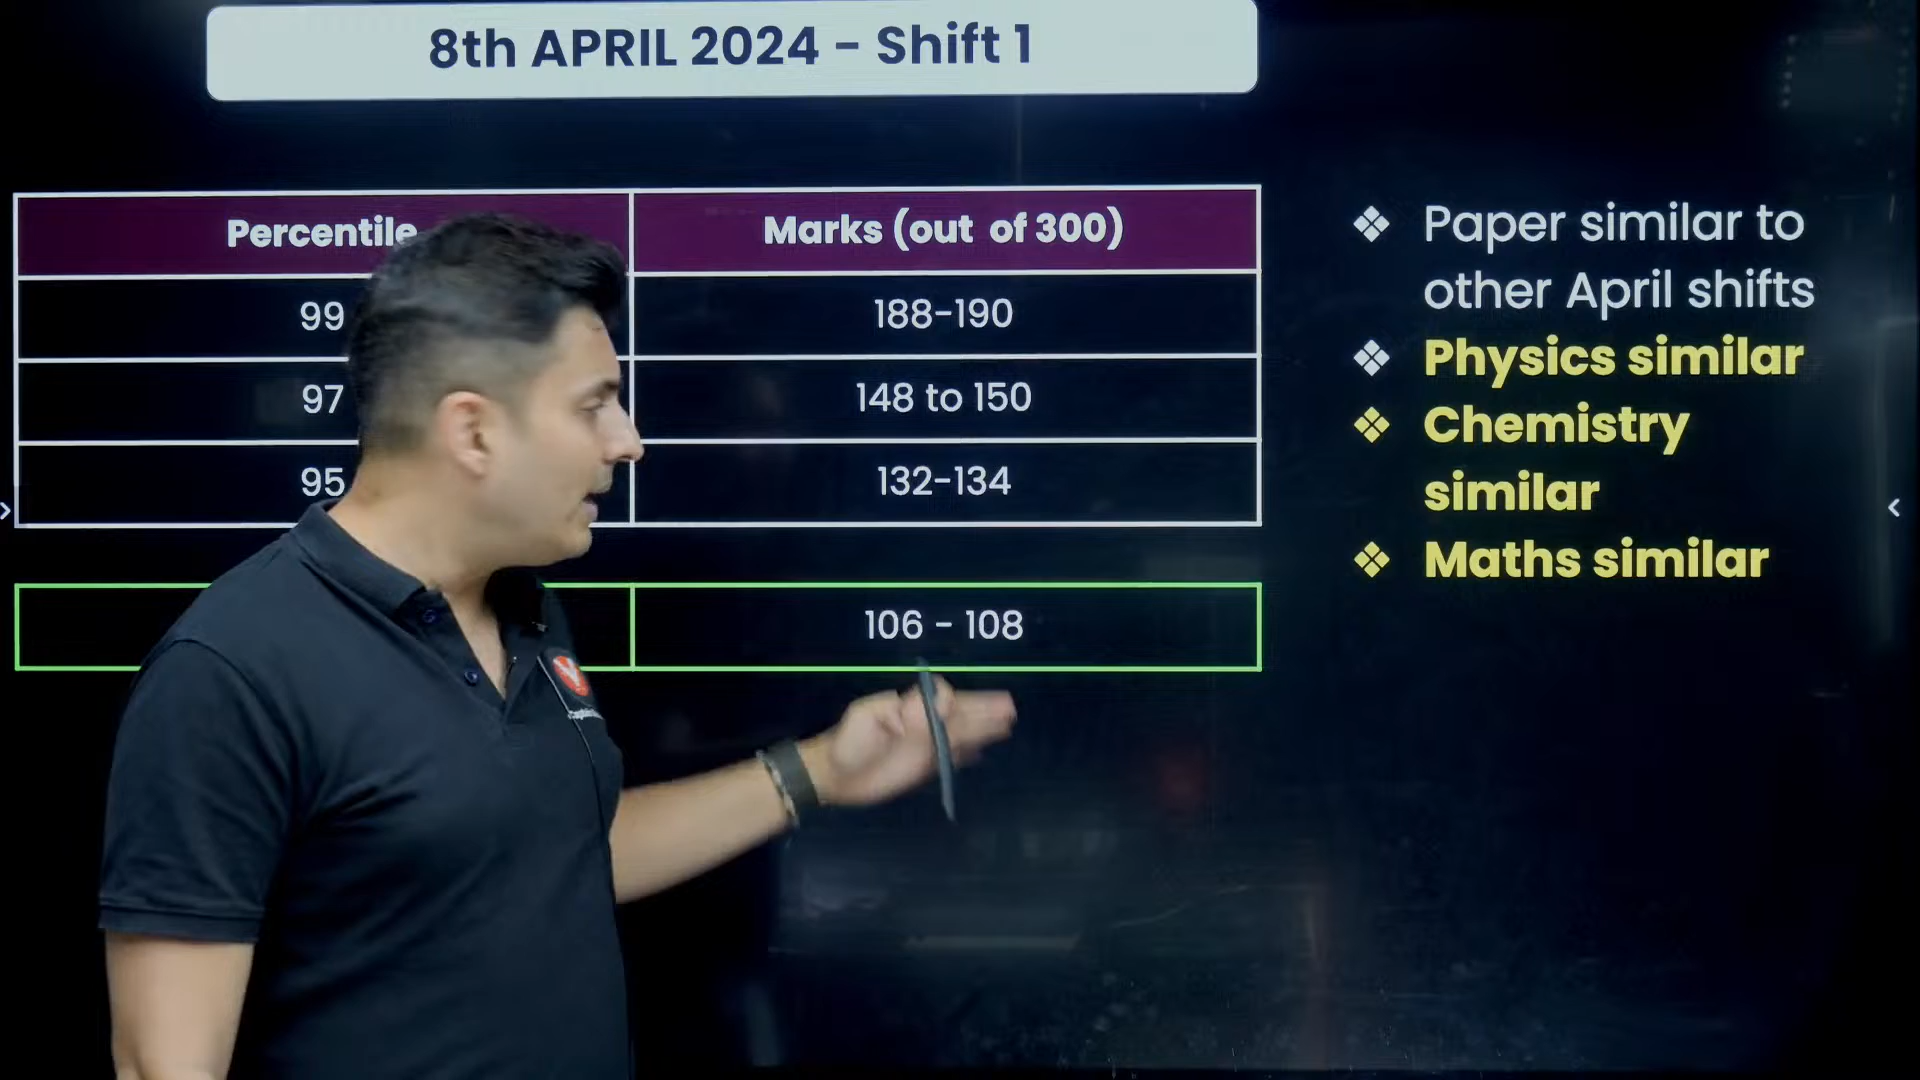 8th APRIL 2024 - Shift 1
Percentile
Marks (out of 300)
99
188-190
97
148 to 150
95
132-134
106 - 108
❖ Paper similar to
other April shifts
❖ Physics similar
❖ Chemistry
similar
❖ Maths similar